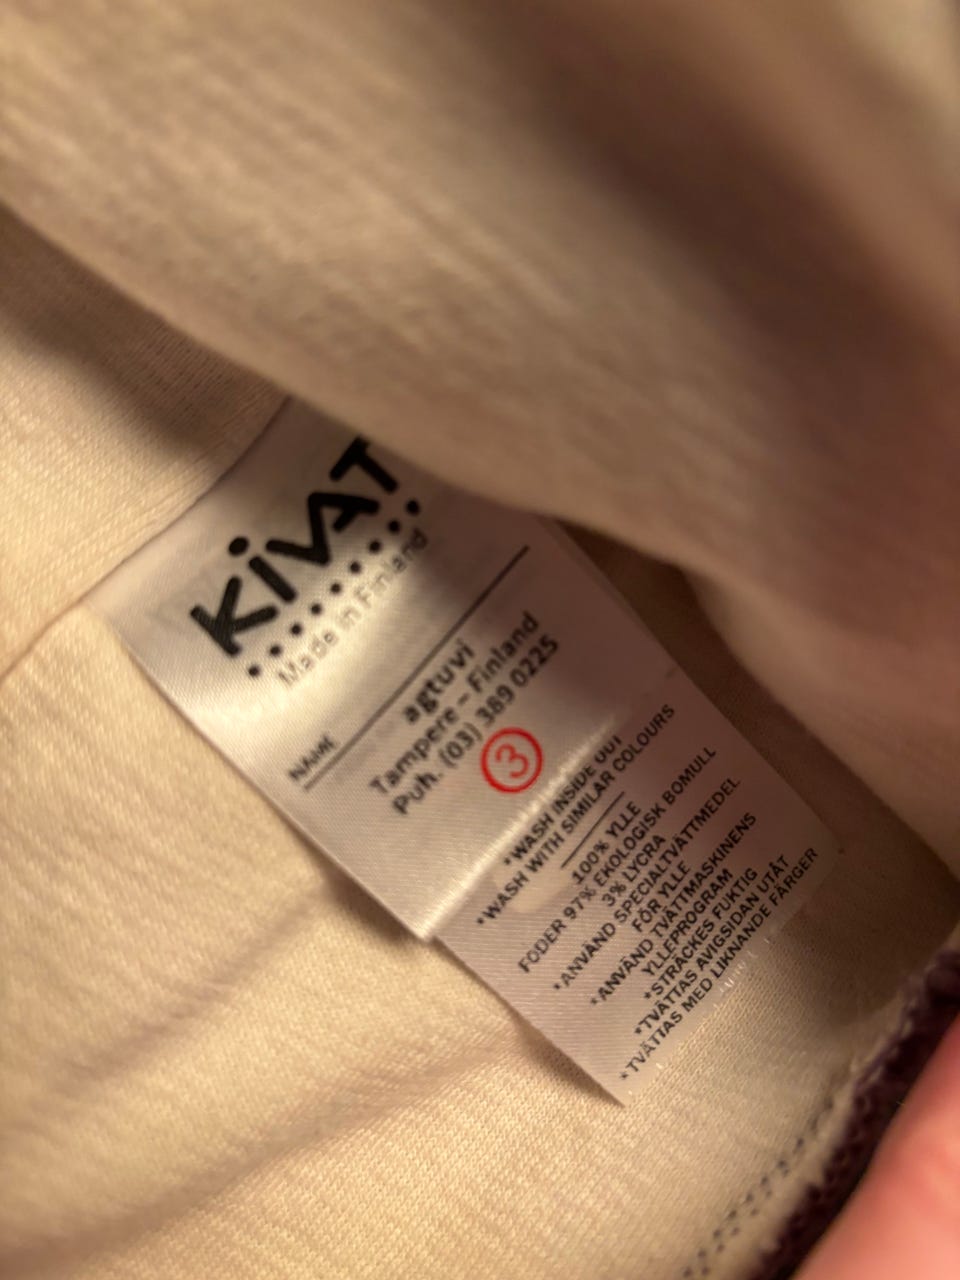 KiVAT
Made in Finland
NAME
agtuvi
Tampere – Finland
Puh. (03) 389 0225
3
*WASH INSIDE OUT
*WASH WITH SIMILAR COLOURS
100% YLLE
FODER 97% EKOLOGISK BOMULL
3% LYCRA
*ANVÄND SPECIALTVÄTTMEDEL
FÖR YLLE
*ANVÄND TVÄTTMASKINENS
YLLEPROGRAM
*STRÄCKES FUKTIG
*TVÄTTAS AVIGSIDAN UTÅT
*TVÄTTAS MED LIKNANDE FÄRGER